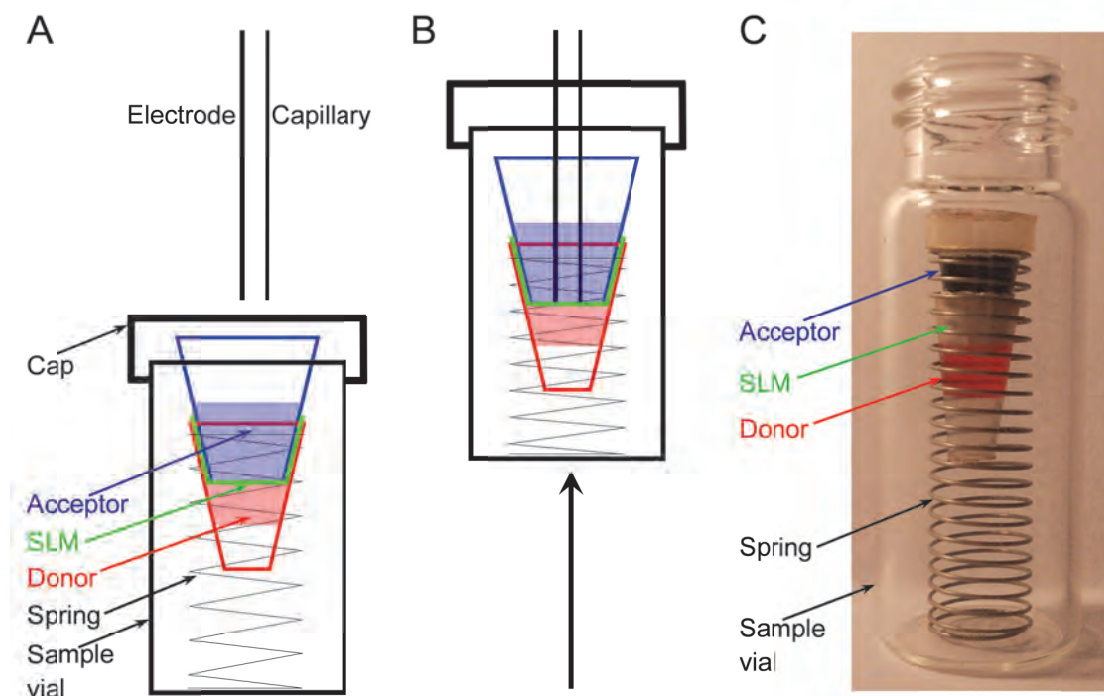 A
B
C
Electrode
Capillary
Cap
Acceptor
SLM
Donor
Spring
Sample
vial
Acceptor
SLM
Donor
Spring
Sample
vial